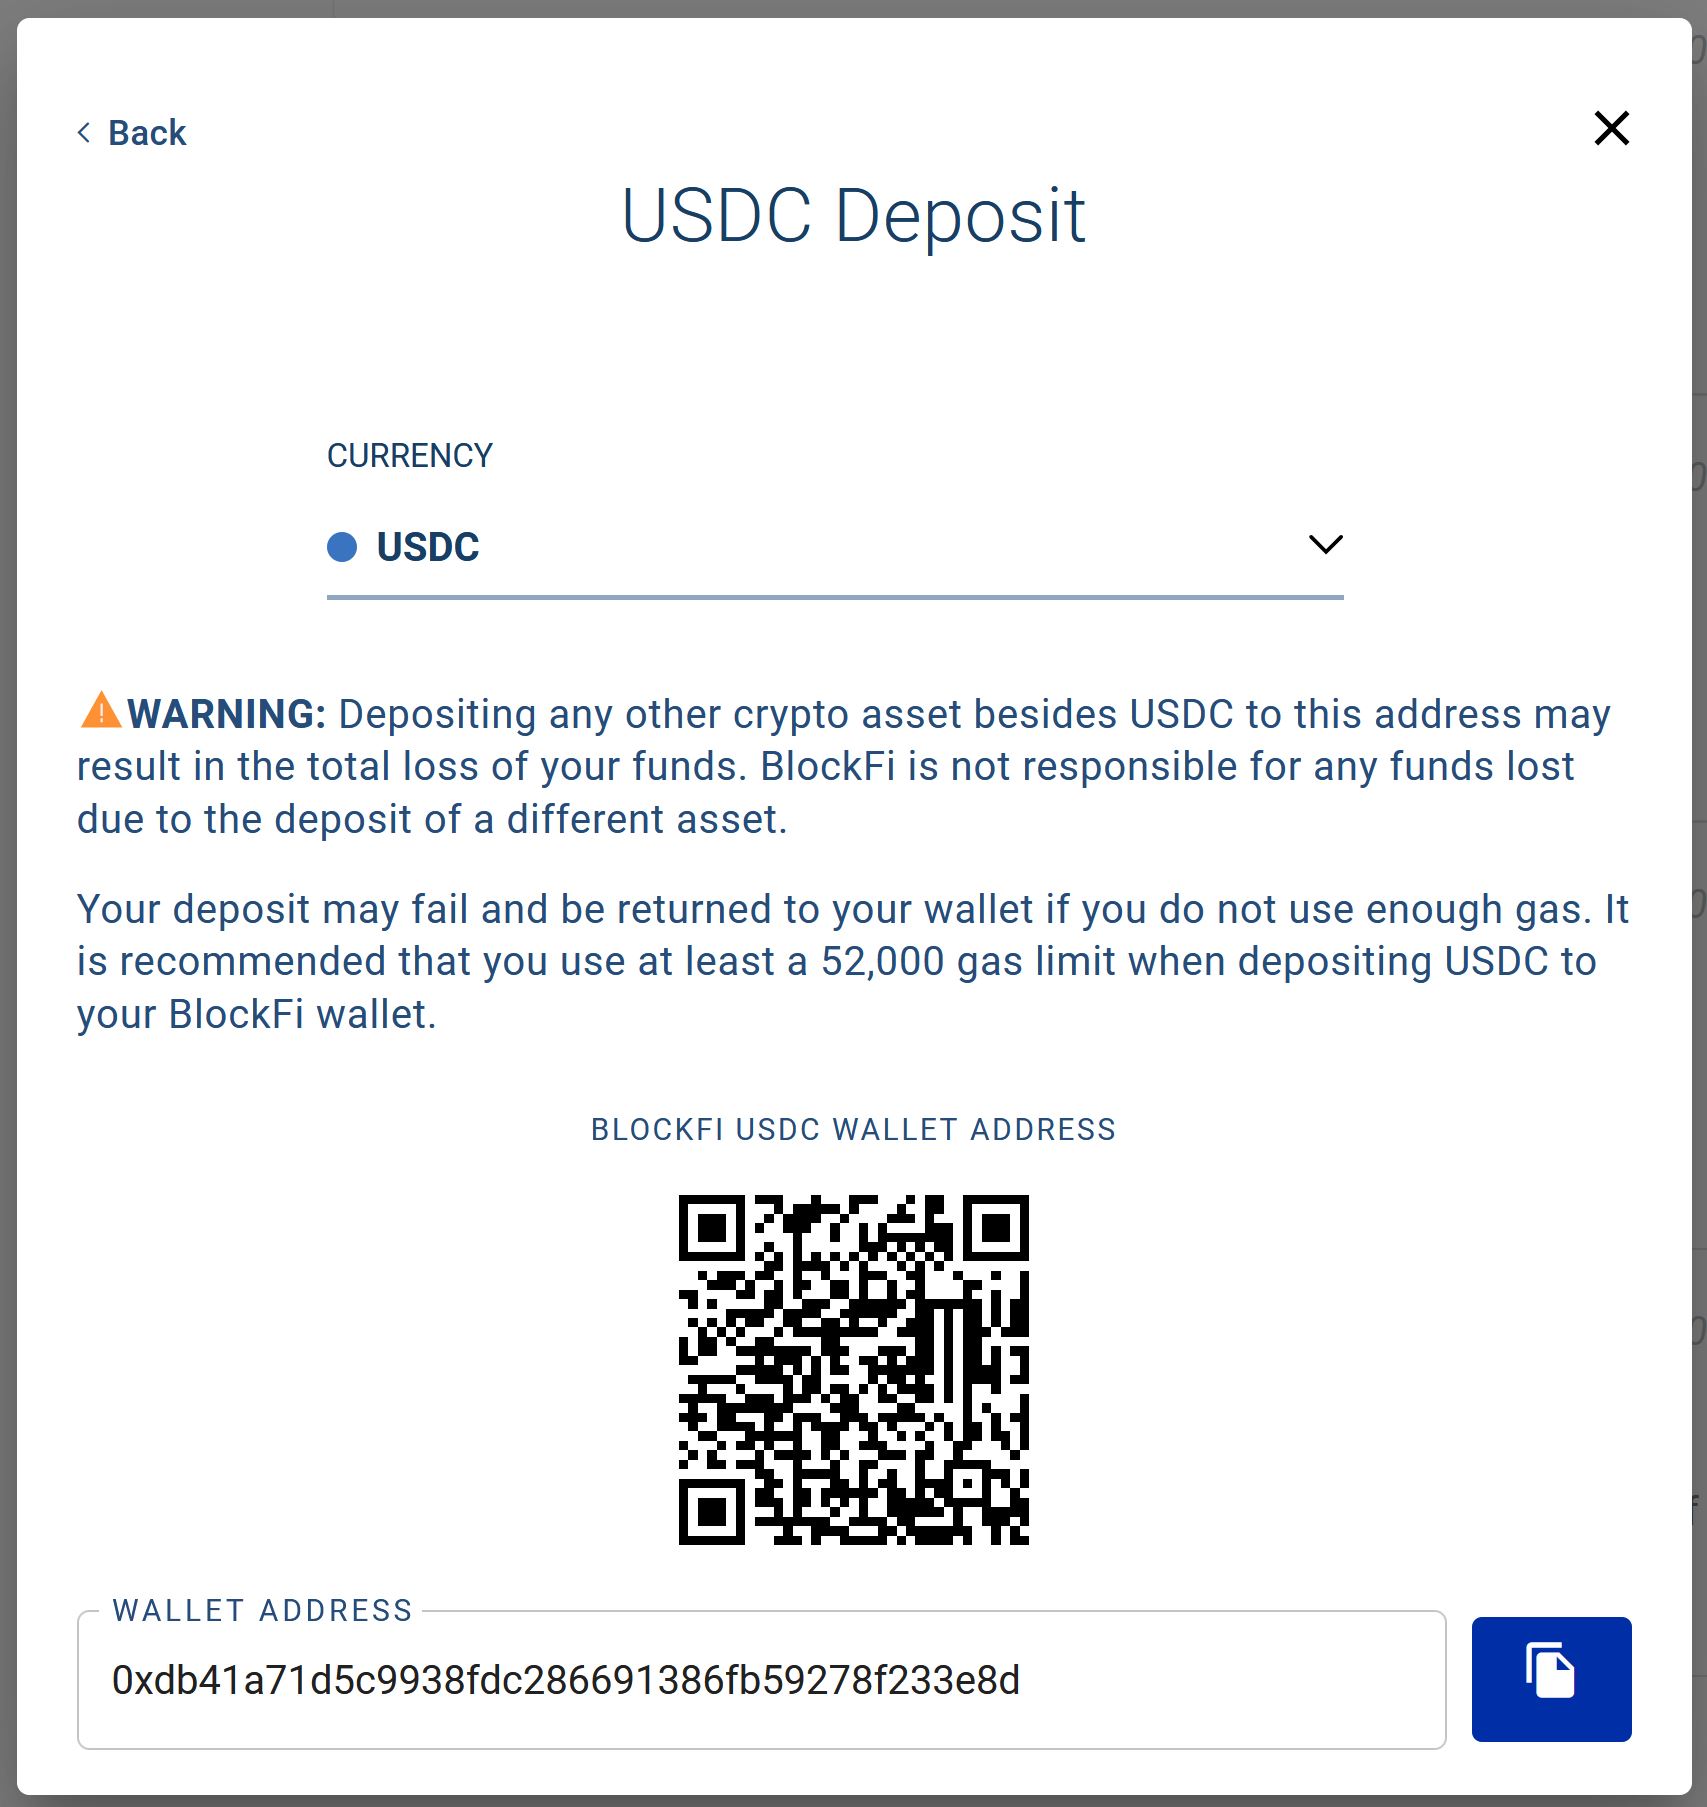 Back
USDC Deposit
CURRENCY
USDC
WARNING: Depositing any other crypto asset besides USDC to this address may
result in the total loss of your funds. BlockFi is not responsible for any funds lost
due to the deposit of a different asset.
Your deposit may fail and be returned to your wallet if you do not use enough gas. It
is recommended that you use at least a 52,000 gas limit when depositing USDC to
your BlockFi wallet.
BLOCKFI USDC WALLET ADDRESS
WALLET ADDRESS
0xdb41a71d5c9938fdc286691386fb59278f233e8d